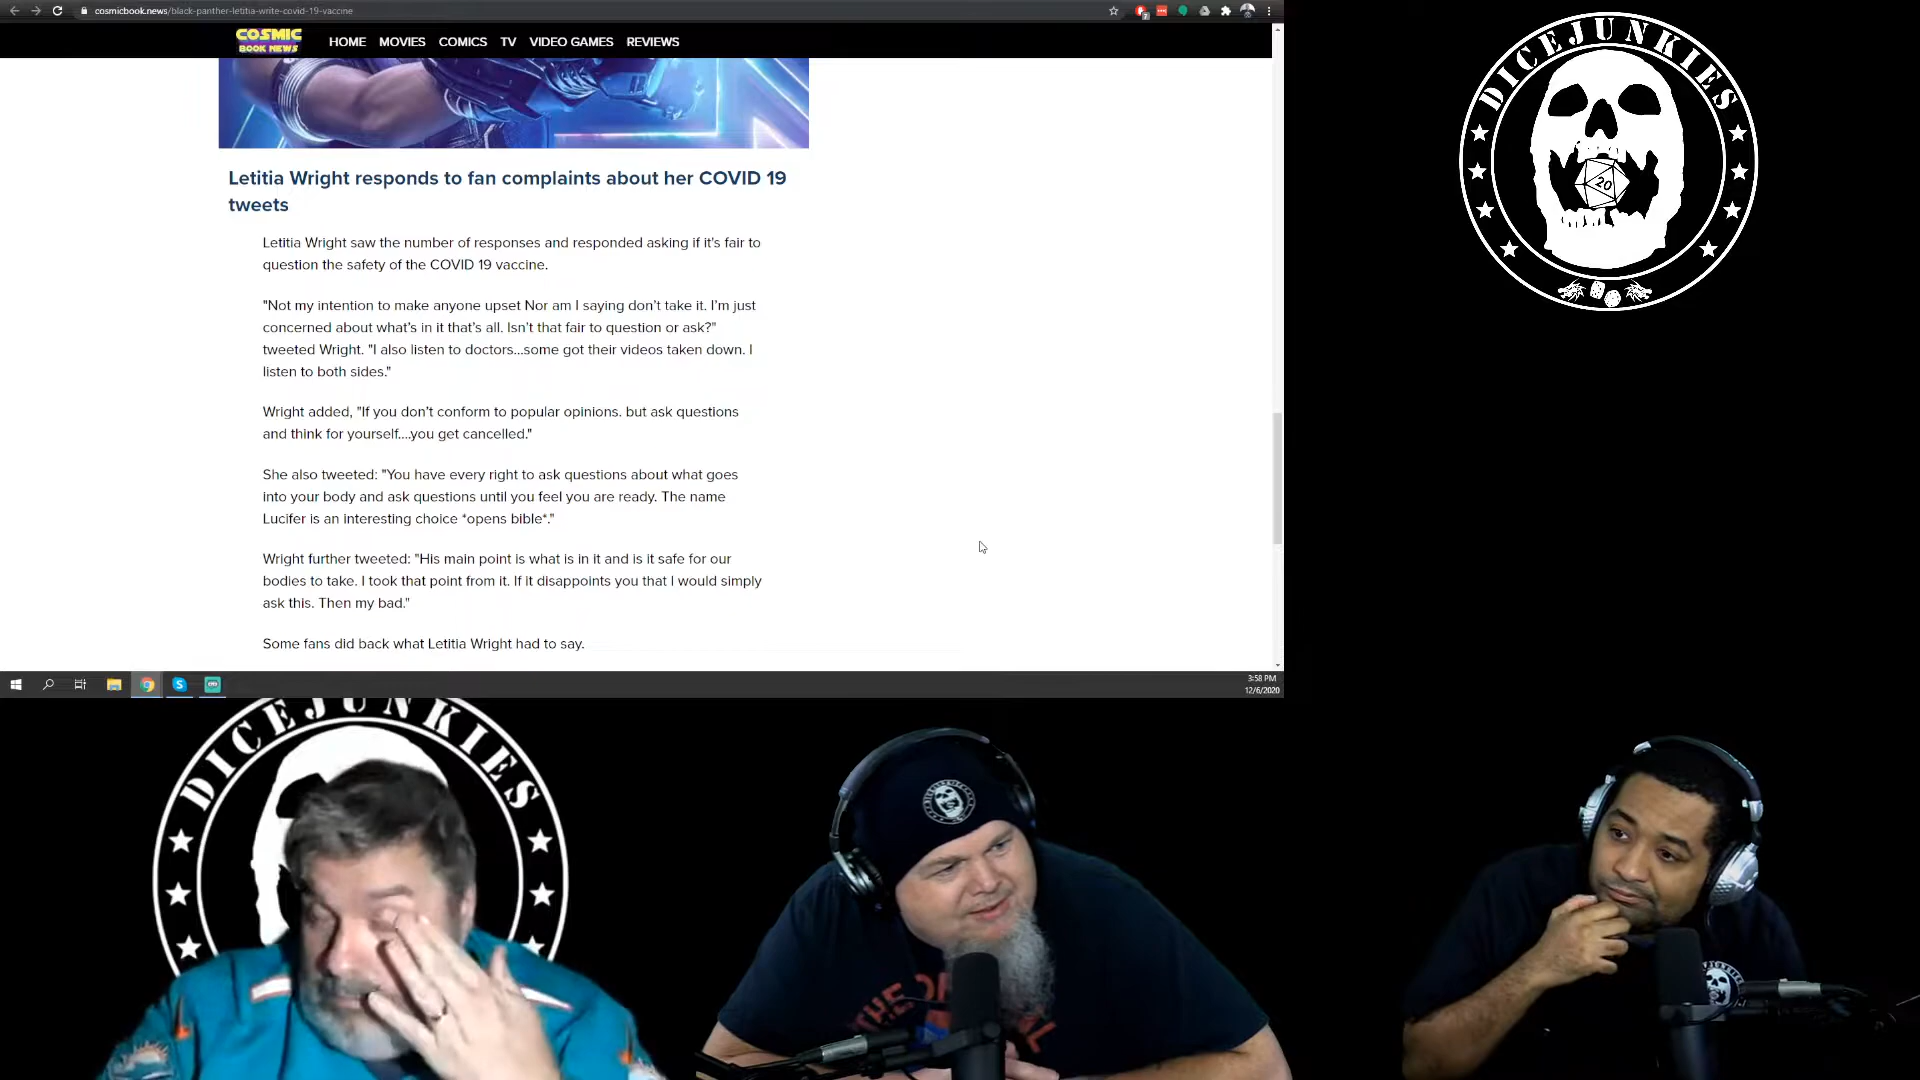 cosmicbook.news/black-panther-letitia-write-covid-19-vaccine
COSMIC
BOOK NEWS
HOME MOVIES COMICS TV VIDEO GAMES REVIEWS
Letitia Wright responds to fan complaints about her COVID 19
tweets
Letitia Wright saw the number of responses and responded asking if it's fair to
question the safety of the COVID 19 vaccine.
"Not my intention to make anyone upset Nor am I saying don’t take it. I’m just
concerned about what’s in it that’s all. Isn’t that fair to question or ask?"
tweeted Wright. "I also listen to doctors...some got their videos taken down. I
listen to both sides."
Wright added, "If you don’t conform to popular opinions. but ask questions
and think for yourself....you get cancelled."
She also tweeted: "You have every right to ask questions about what goes
into your body and ask questions until you feel you are ready. The name
Lucifer is an interesting choice *opens bible*."
Wright further tweeted: "His main point is what is in it and is it safe for our
bodies to take. I took that point from it. If it disappoints you that I would simply
ask this. Then my bad."
Some fans did back what Letitia Wright had to say.
3:58 PM
12/6/2020
DICEJUNKIES
20
DICEJUNKIES
THE